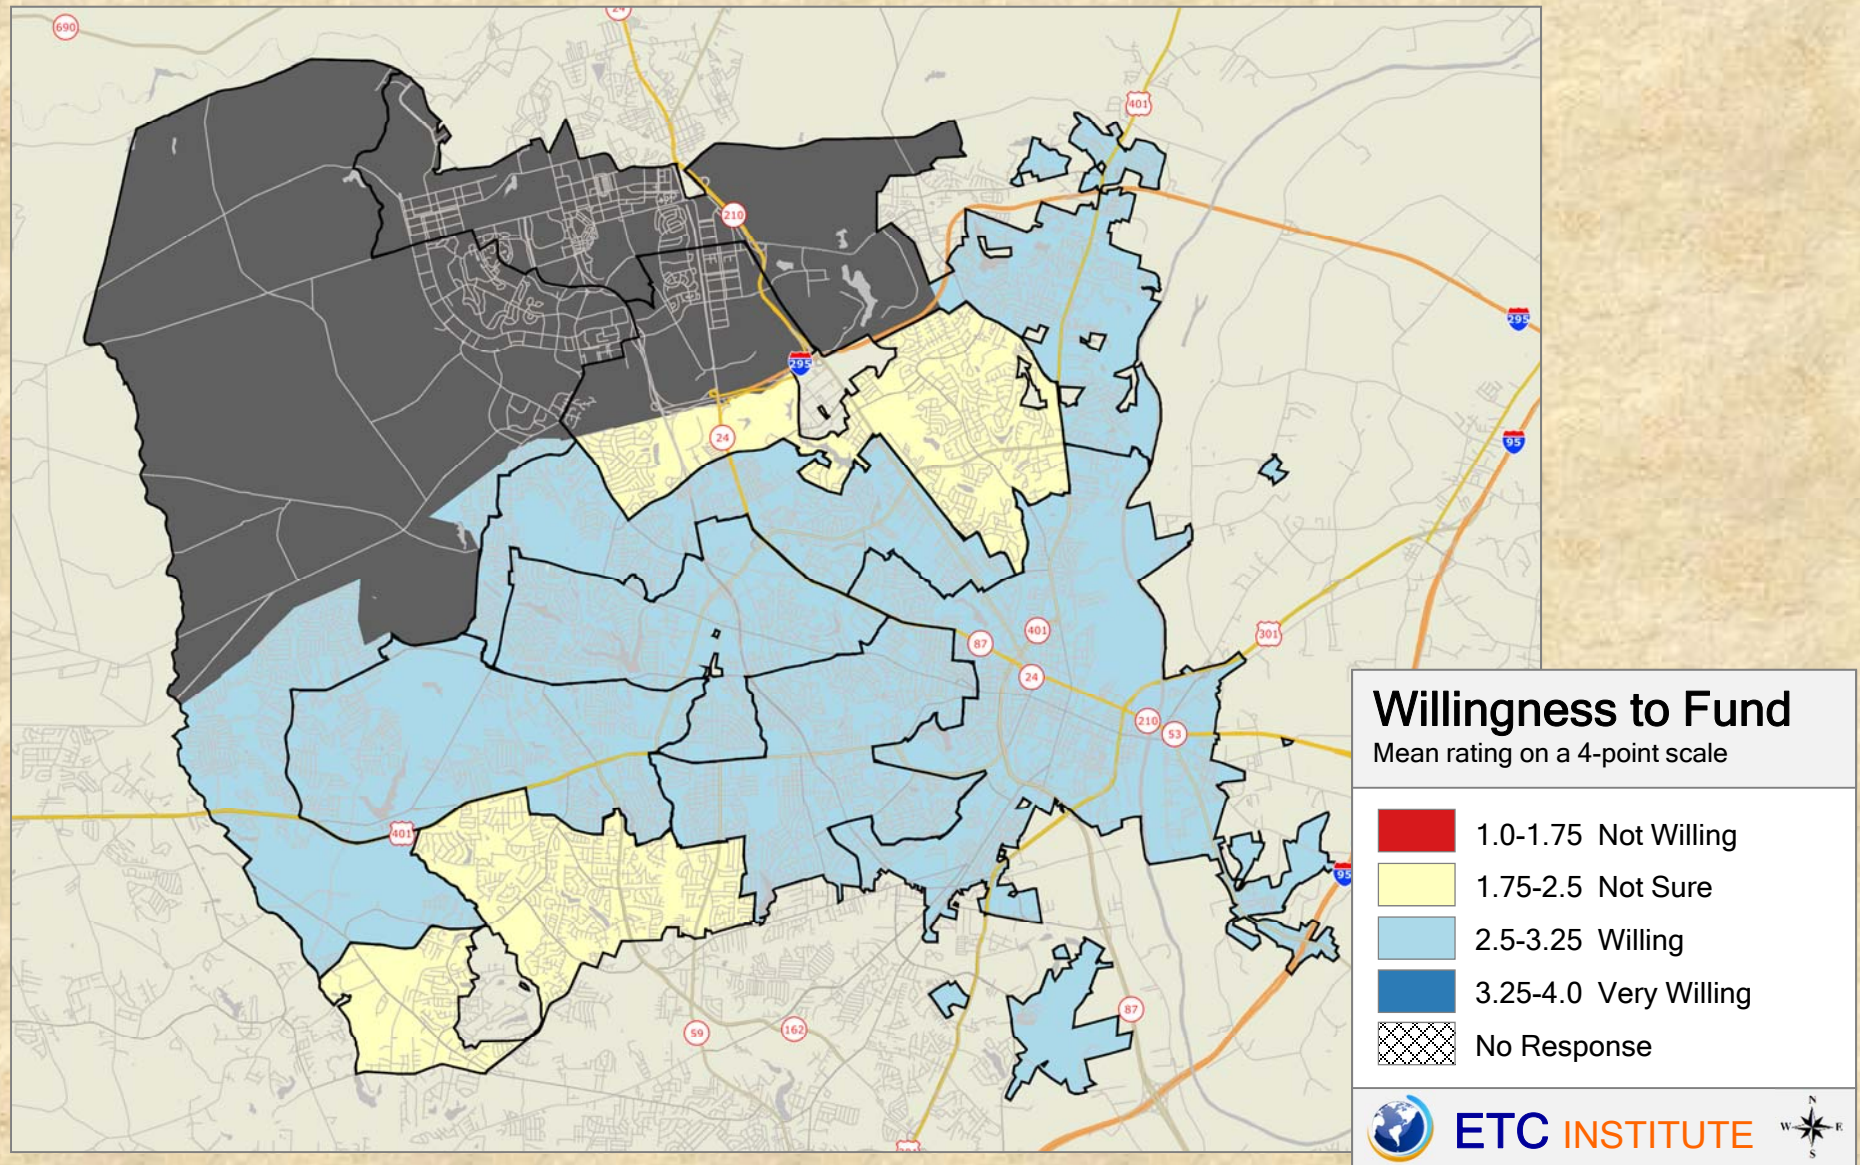 690
24
401
210
295
295
24
95
401
87
301
24
210
53
401
95
87
59
162
Willingness to Fund
Mean rating on a 4-point scale
1.0-1.75 Not Willing
1.75-2.5 Not Sure
2.5-3.25 Willing
3.25-4.0 Very Willing
No Response
ETC INSTITUTE
N
W E
S